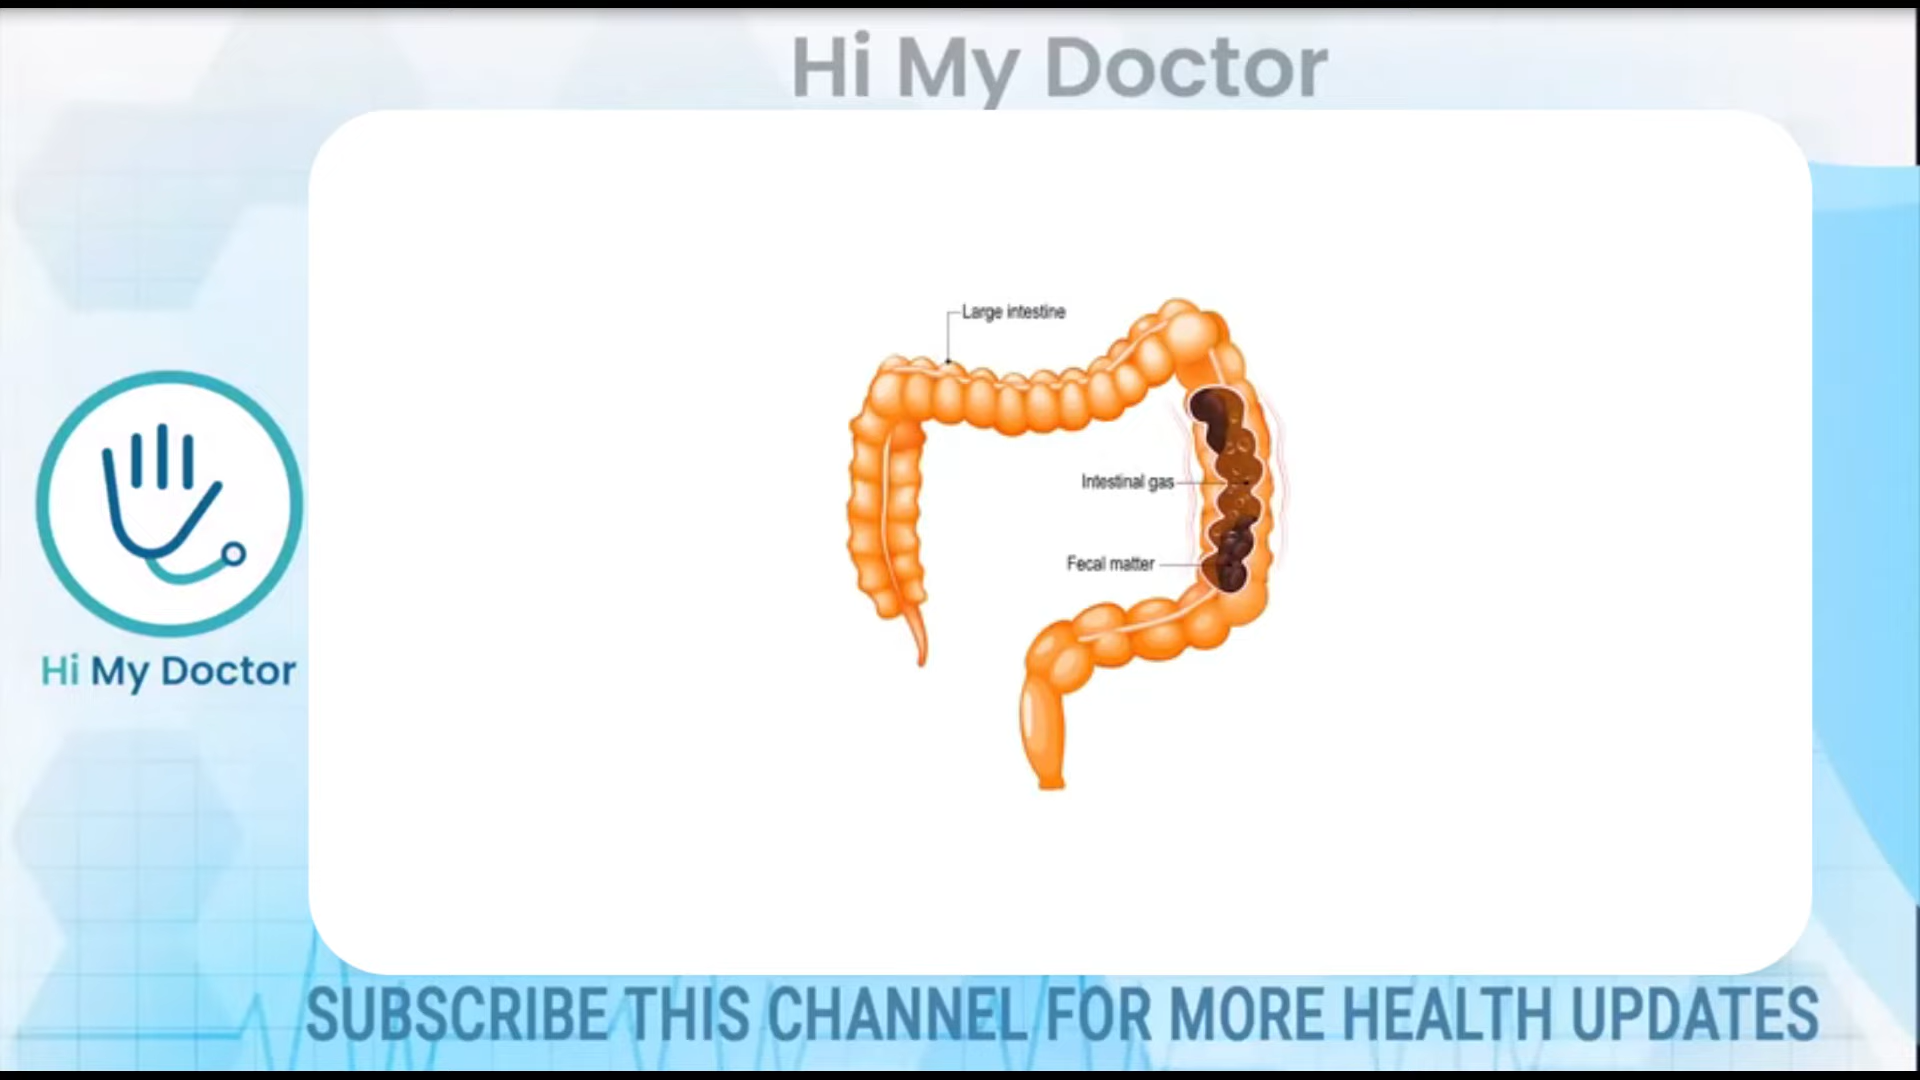 Hi My Doctor
Large intestine
Intestinal gas
Fecal matter
Hi My Doctor
SUBSCRIBE THIS CHANNEL FOR MORE HEALTH UPDATES